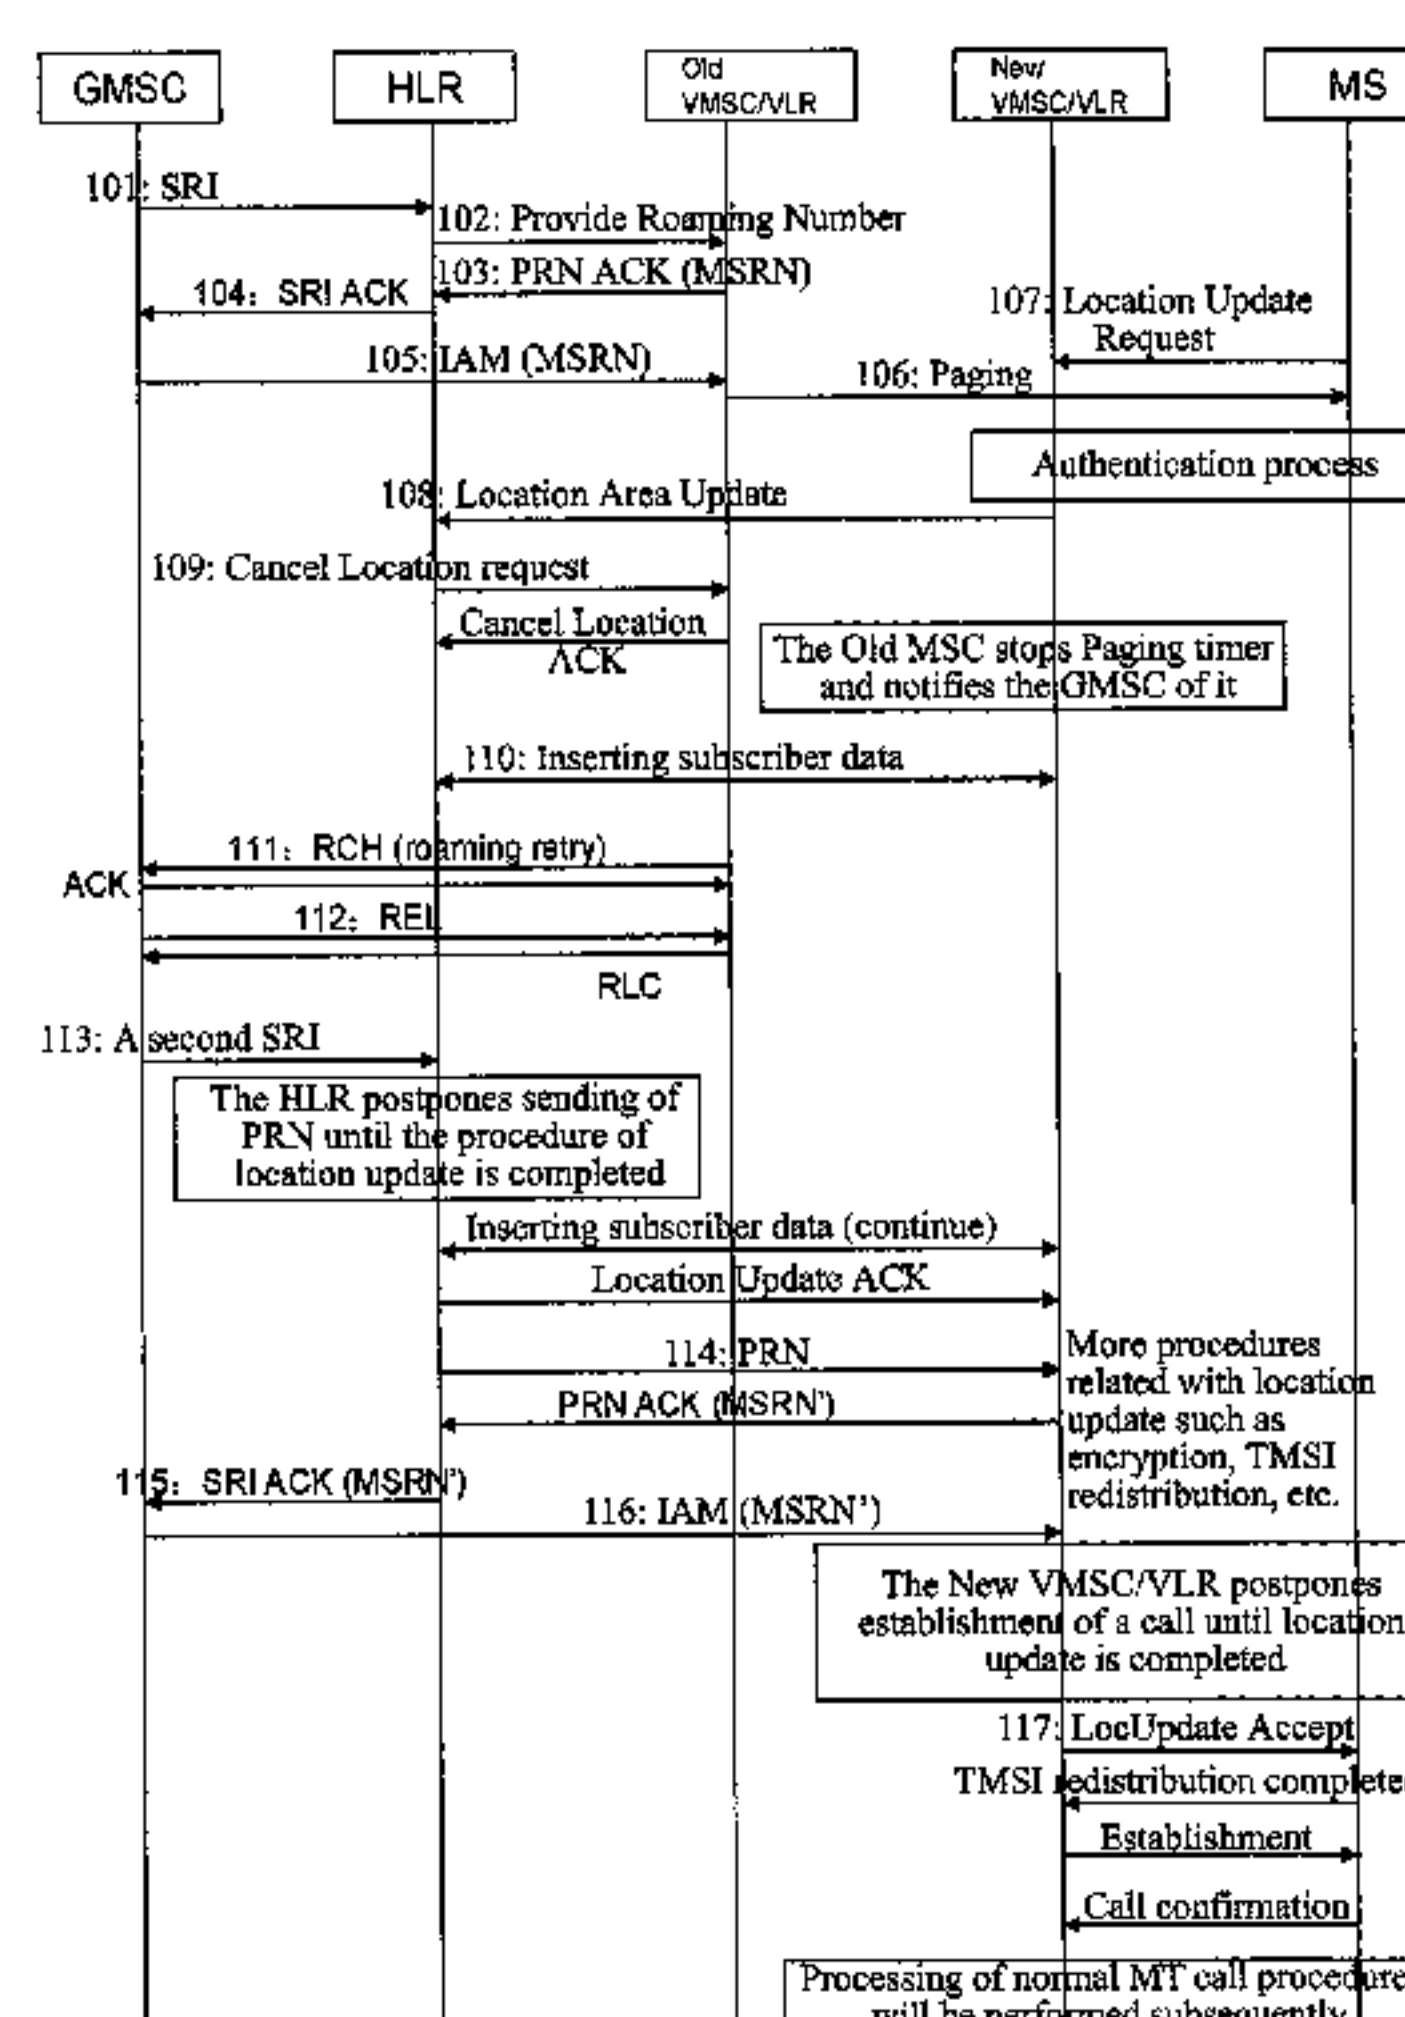 GMSC
HLR
Old
VMSC/VLR
New
VMSC/VLR
MS
101: SRI
102: Provide Roaming Number
103: PRN ACK (MSRN)
104: SRI ACK
107: Location Update
Request
105: IAM (MSRN)
106: Paging
Authentication process
108: Location Area Update
109: Cancel Location request
Cancel Location
ACK
The Old MSC stops Paging timer
and notifies the GMSC of it
110: Inserting subscriber data
111: RCH (roaming retry)
ACK
112: REL
RLC
113: A second SRI
The HLR postpones sending of
PRN until the procedure of
location update is completed
Inserting subscriber data (continue)
Location Update ACK
114: PRN
PRN ACK (MSRN')
More procedures
related with location
update such as
encryption, TMSI
redistribution, etc.
115: SRI ACK (MSRN')
116: IAM (MSRN')
The New VMSC/VLR postpones
establishment of a call until location
update is completed
117: LocUpdate Accept
TMSI redistribution complete
Establishment
Call confirmation
Processing of normal MT call procedure
will be performed subsequently